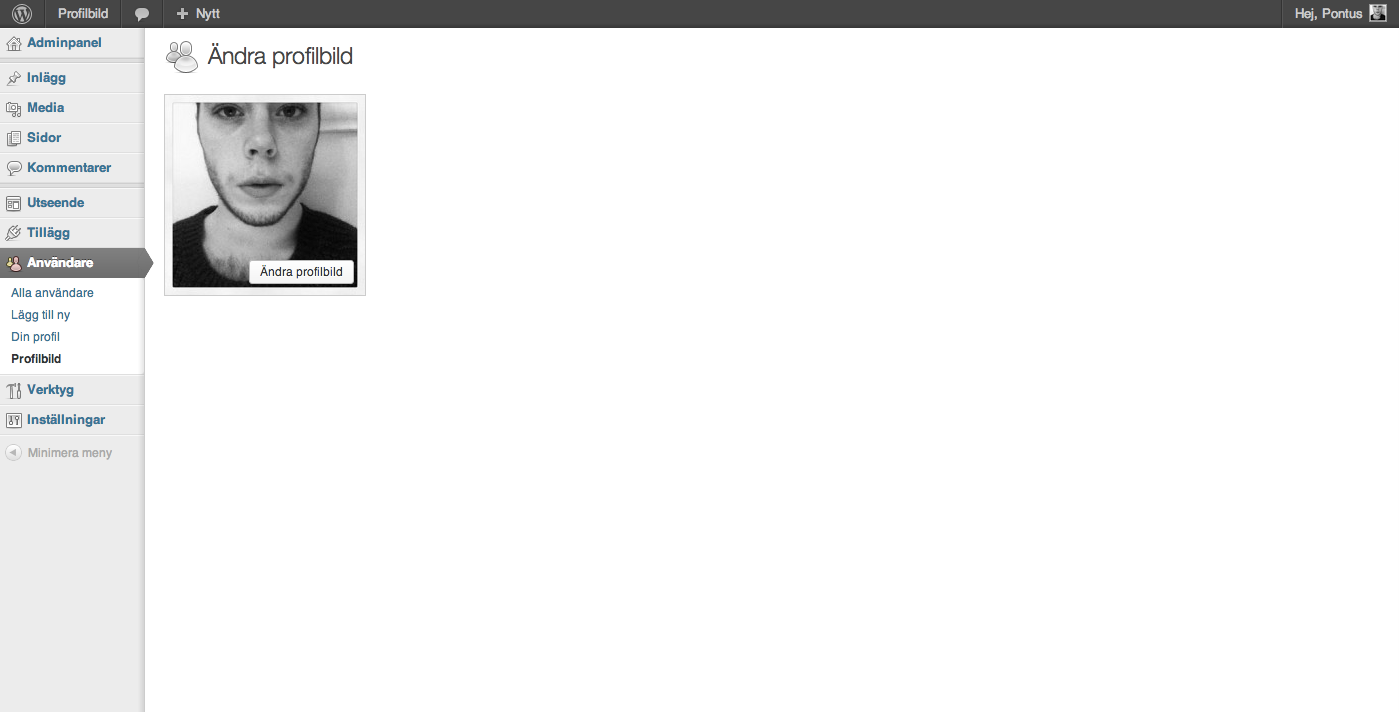 Profilbild
Nytt
Hej, Pontus
Adminpanel
Inlägg
Media
Sidor
Kommentarer
Utseende
Tillägg
Användare
Alla användare
Lägg till ny
Din profil
Profilbild
Verktyg
Inställningar
Minimera meny
Ändra profilbild
Ändra profilbild